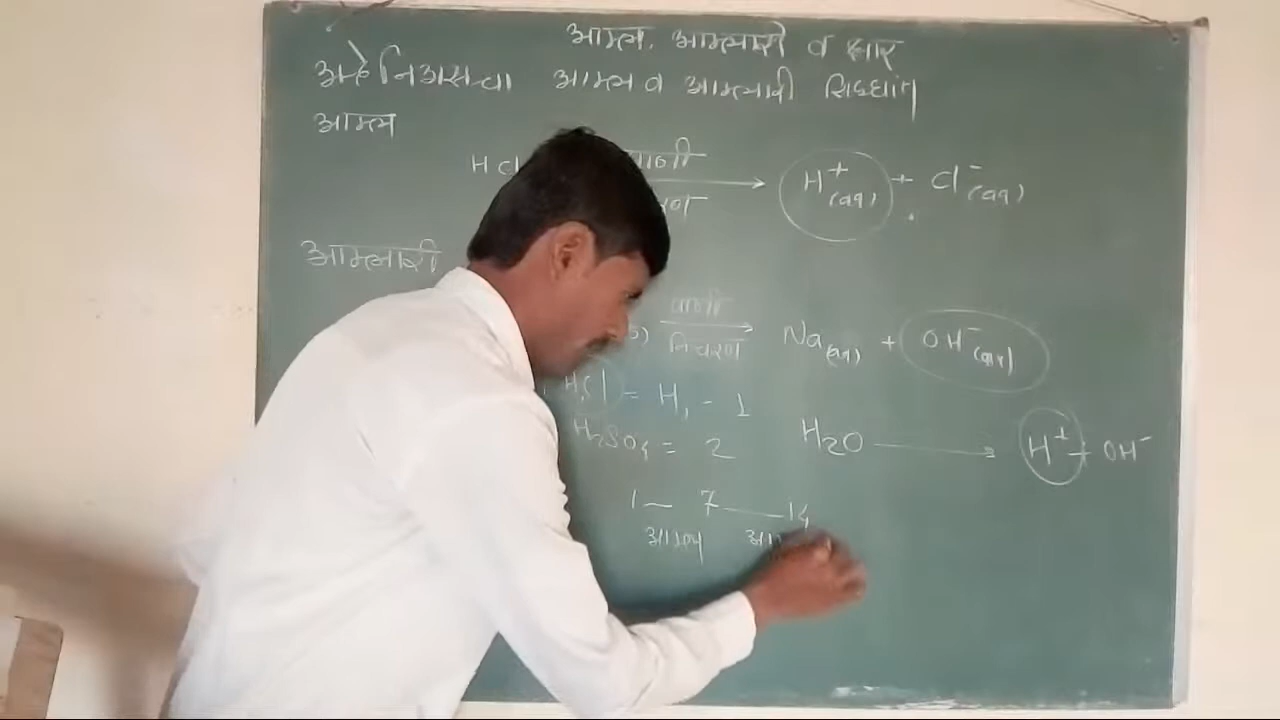 आम्ल, आम्लारी व क्षार
अर्‍हेनिअसचा आम्ल व आम्लारी सिद्धांत
आम्ल
HCl पाणी → H⁺(aq) + Cl⁻(aq)
आम्लारी
पाणी
→ Na(aq) + OH⁻(aq)
विचरण
HCl = H, - 1
H₂SO₄ = 2 H₂O → H⁺ + OH⁻
1 — 7 — 14
आम्ल